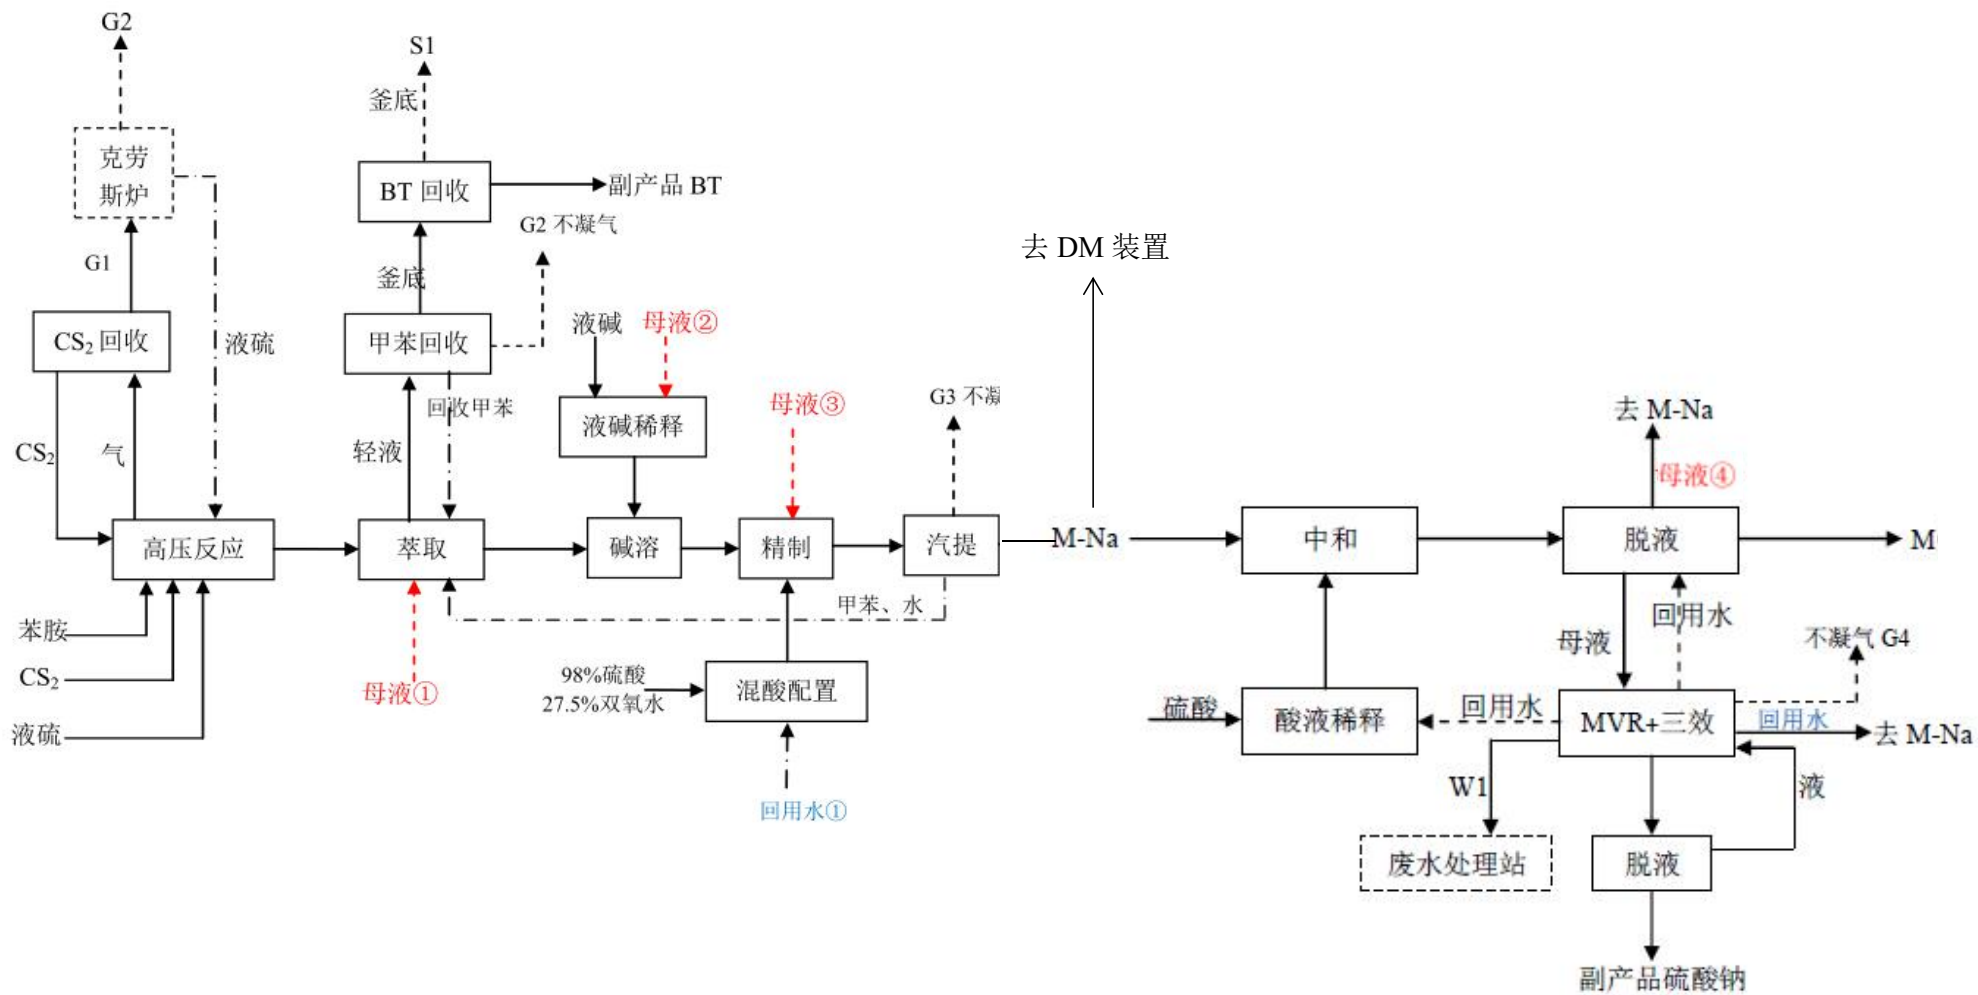 G2
S1
釜底
克劳
斯炉
BT 回收
副产品 BT
G2 不凝气
去 DM 装置
G1
釜底
液碱
母液②
CS2 回收
液硫
甲苯回收
回收甲苯
母液③
G3 不凝
去 M-Na
液碱稀释
CS2
气
轻液
母液④
高压反应
萃取
碱溶
精制
汽提
M-Na
中和
脱液
M
甲苯、水
苯胺
母液
回用水
不凝气 G4
CS2
母液①
98%硫酸
27.5%双氧水
混酸配置
硫酸
酸液稀释
回用水
MVR+三效
回用水
去 M-Na
液硫
W1
液
回用水①
废水处理站
脱液
副产品硫酸钠